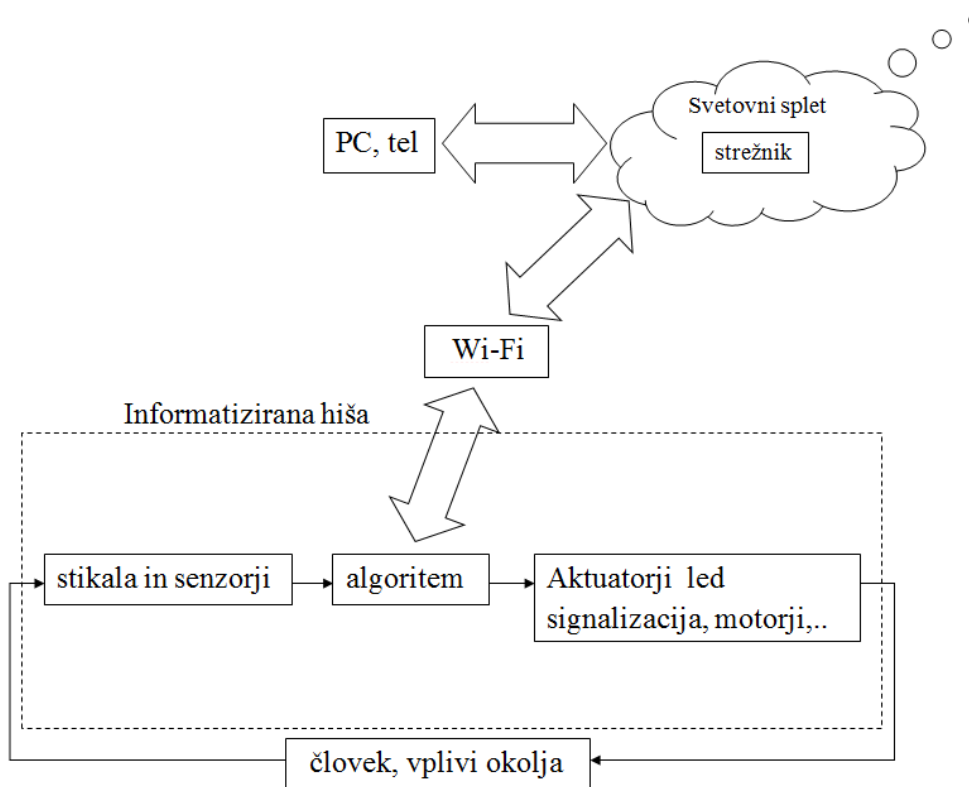 Svetovni splet
PC, tel
strežnik
Wi-Fi
Informatizirana hiša
stikala in senzorji
algoritem
Aktuatorji led
signalizacija, motorji,..
človek, vplivi okolja